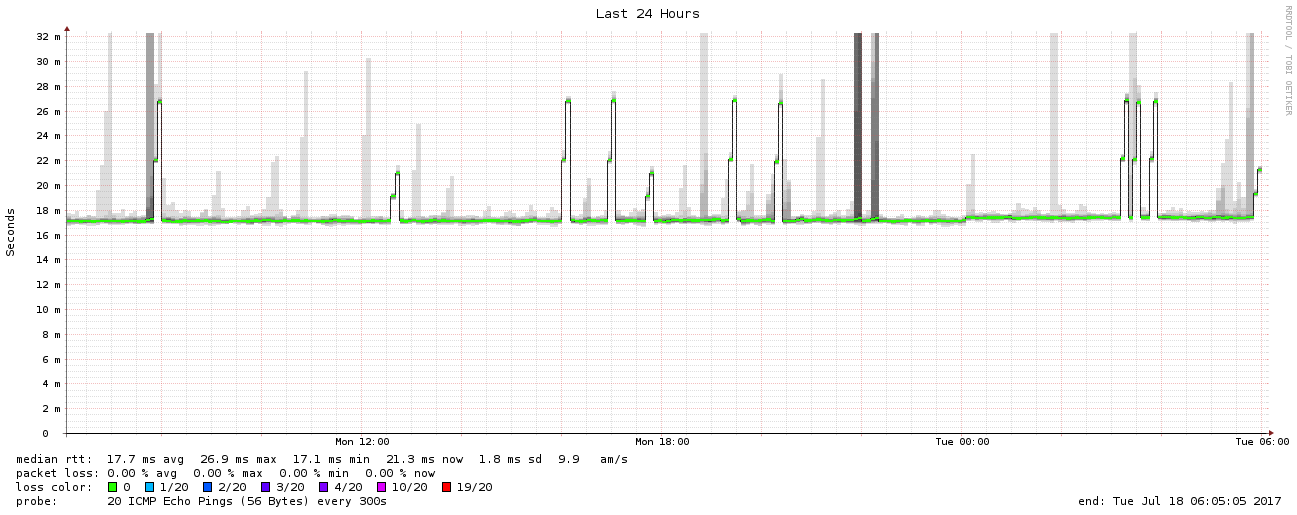 Last 24 Hours
RRDTOOL / TOBI OETIKER
Seconds
32 m
30 m
28 m
26 m
24 m
22 m
20 m
18 m
16 m
14 m
12 m
10 m
8 m
6 m
4 m
2 m
0
Mon 12:00 Mon 18:00 Tue 00:00 Tue 06:00
median rtt: 17.7 ms avg 26.9 ms max 17.1 ms min 21.3 ms now 1.8 ms sd 9.9 am/s
packet loss: 0.00 % avg 0.00 % max 0.00 % min 0.00 % now
loss color: 0 1/20 2/20 3/20 4/20 10/20 19/20
probe: 20 ICMP Echo Pings (56 Bytes) every 300s end: Tue Jul 18 06:05:05 2017